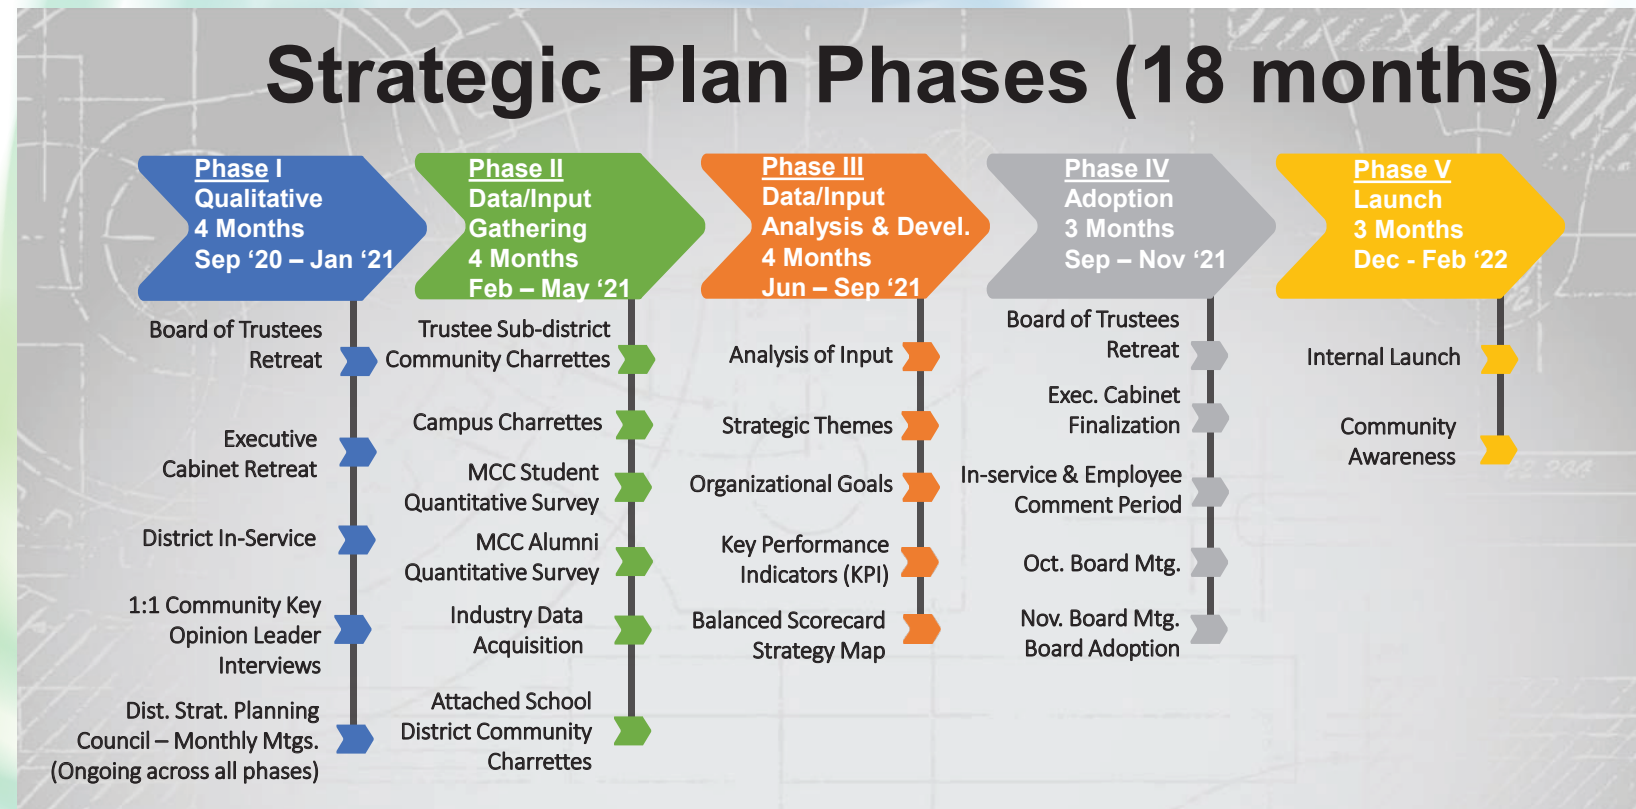 Strategic Plan Phases (18 months)
Phase I
Qualitative
4 Months
Sep ‘20 – Jan ‘21
Phase II
Data/Input
Gathering
4 Months
Feb – May ‘21
Phase III
Data/Input
Analysis & Devel.
4 Months
Jun – Sep ‘21
Phase IV
Adoption
3 Months
Sep – Nov ‘21
Phase V
Launch
3 Months
Dec - Feb ‘22
Board of Trustees
Retreat
Executive
Cabinet Retreat
District In-Service
1:1 Community Key
Opinion Leader
Interviews
Dist. Strat. Planning
Council – Monthly Mtgs.
(Ongoing across all phases)
Trustee Sub-district
Community Charrettes
Campus Charrettes
MCC Student
Quantitative Survey
MCC Alumni
Quantitative Survey
Industry Data
Acquisition
Attached School
District Community
Charrettes
Analysis of Input
Strategic Themes
Organizational Goals
Key Performance
Indicators (KPI)
Balanced Scorecard
Strategy Map
Board of Trustees
Retreat
Exec. Cabinet
Finalization
In-service & Employee
Comment Period
Oct. Board Mtg.
Nov. Board Mtg.
Board Adoption
Internal Launch
Community
Awareness